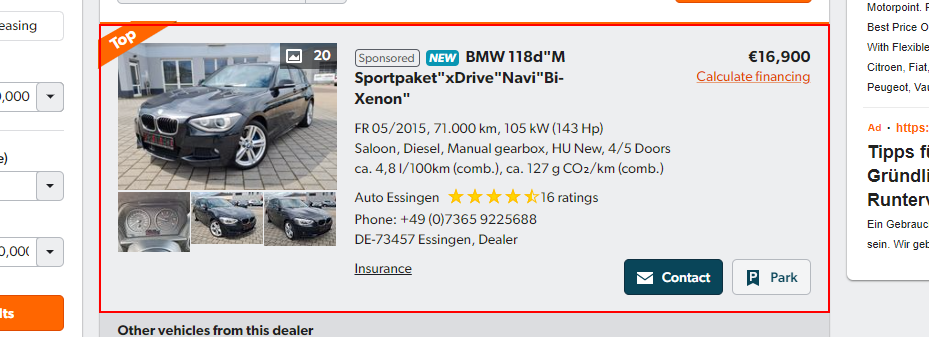 easing
0,000
e)
0,000
lts
Top
20
Sponsored NEW BMW 118d"M
Sportpaket"xDrive"Navi"Bi-
Xenon"
€16,900
Calculate financing
FR 05/2015, 71.000 km, 105 kW (143 Hp)
Saloon, Diesel, Manual gearbox, HU New, 4/5 Doors
ca. 4,8 l/100km (comb.), ca. 127 g CO₂/km (comb.)
Auto Essingen 16 ratings
Phone: +49 (0)7365 9225688
DE-73457 Essingen, Dealer
Insurance
Contact
P Park
Other vehicles from this dealer
Motorpoint.
Best Price O
With Flexible
Citroen, Fiat,
Peugeot, Vau
Ad · https:
Tipps fü
Gründli
Runterv
Ein Gebrauc
sein. Wir geb